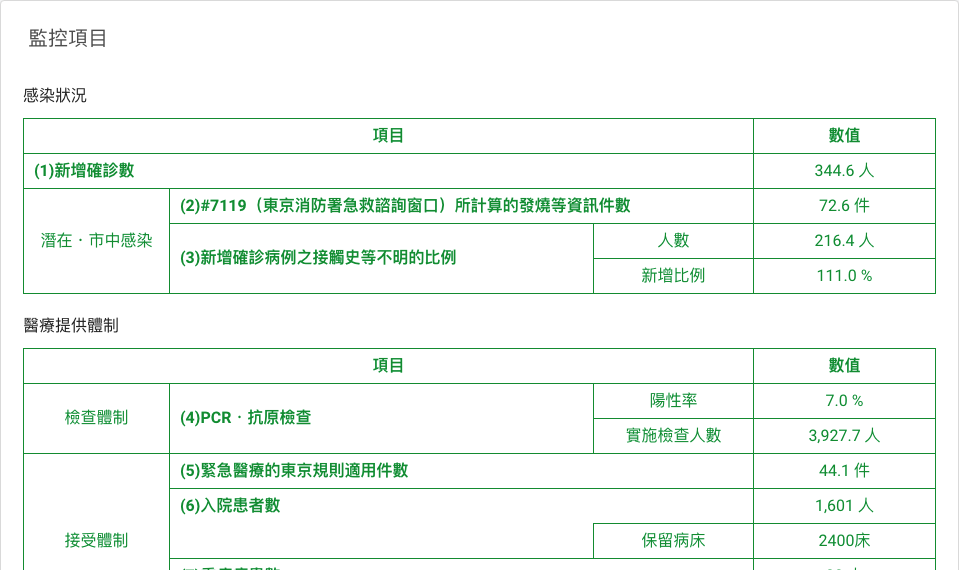 監控項目
感染狀況
項目 數值
(1)新增確診數 344.6 人
潛在・市中感染 (2)#7119（東京消防署急救諮詢窗口）所計算的發燒等資訊件數 72.6 件
(3)新增確診病例之接觸史等不明的比例 人數 216.4 人
新增比例 111.0 %
醫療提供體制
項目 數值
檢查體制 (4)PCR・抗原檢查 陽性率 7.0 %
實施檢查人數 3,927.7 人
接受體制 (5)緊急醫療的東京規則適用件數 44.1 件
(6)入院患者數 1,601 人
保留病床 2400床